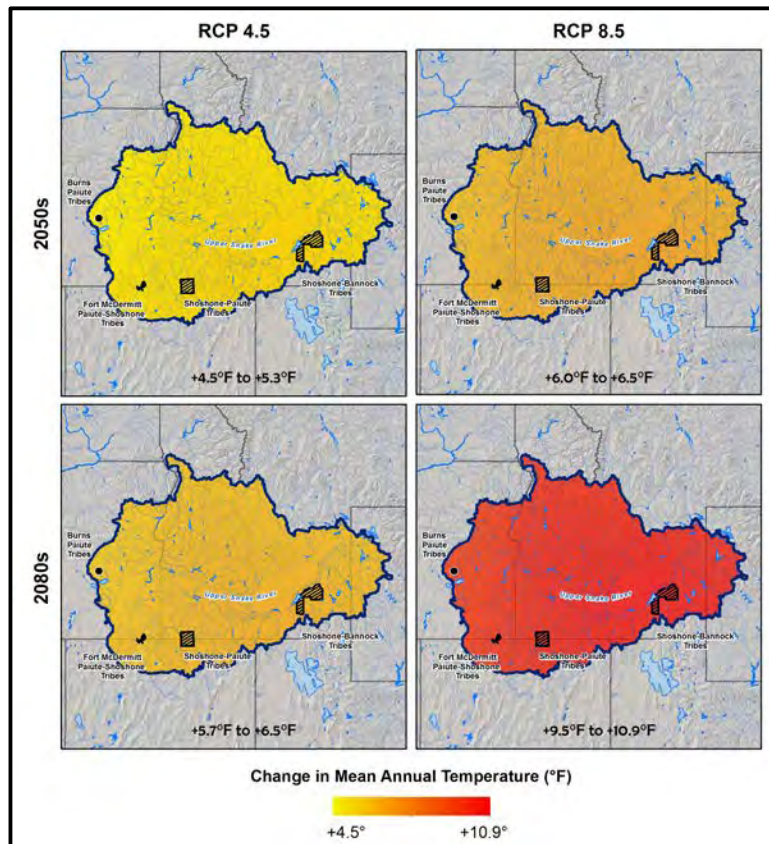 RCP 4.5
RCP 8.5
2050s
Burns
Paiute
Tribes
Upper Snake River
Fort McDermitt
Paiute-Shoshone
Tribes
Shoshone-Paiute
Tribes
Shoshone-Bannock
Tribes
+4.5°F to +5.3°F
Burns
Paiute
Tribes
Upper Snake River
Fort McDermitt
Paiute-Shoshone
Tribes
Shoshone-Paiute
Tribes
Shoshone-Bannock
Tribes
+6.0°F to +6.5°F
2080s
Burns
Paiute
Tribes
Upper Snake River
Fort McDermitt
Paiute-Shoshone
Tribes
Shoshone-Paiute
Tribes
Shoshone-Bannock
Tribes
+5.7°F to +6.5°F
Burns
Paiute
Tribes
Upper Snake River
Fort McDermitt
Paiute-Shoshone
Tribes
Shoshone-Paiute
Tribes
Shoshone-Bannock
Tribes
+9.5°F to +10.9°F
Change in Mean Annual Temperature (°F)
+4.5°
+10.9°